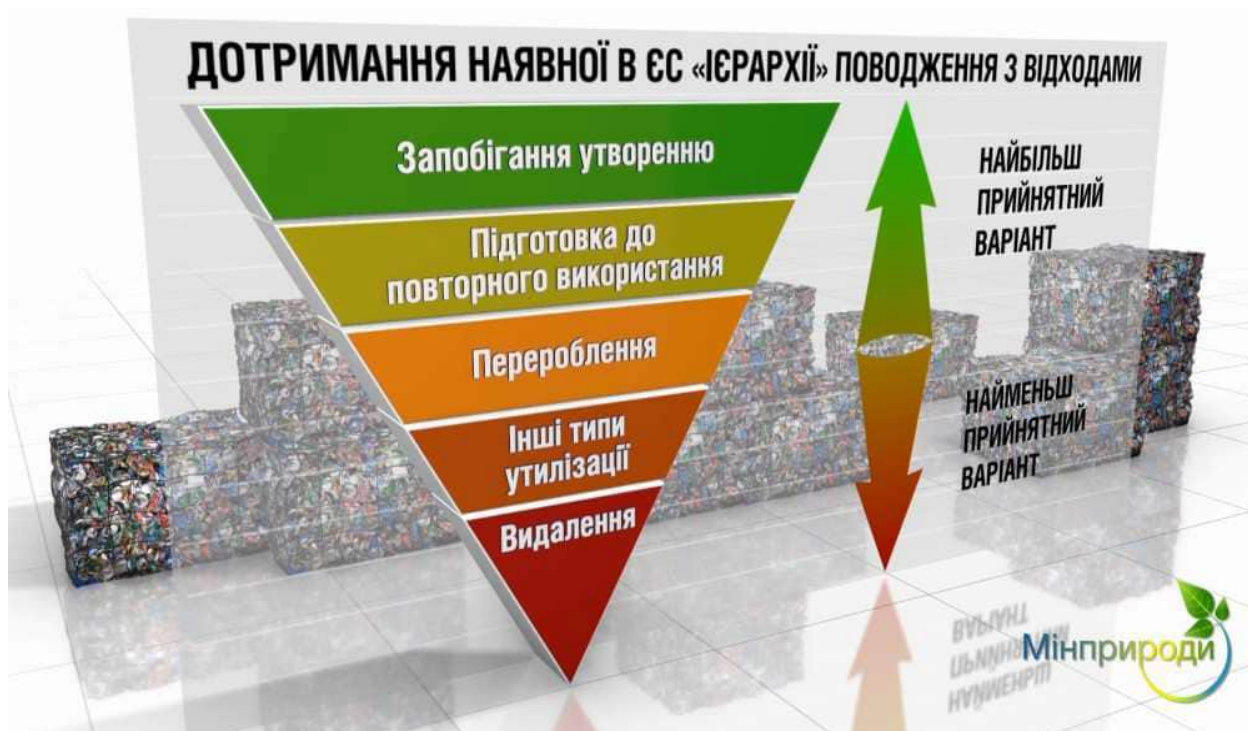 ДОТРИМАННЯ НАЯВНОЇ В ЄС «ІЄРАРХІЇ» ПОВОДЖЕННЯ З ВІДХОДАМИ
Запобігання утворенню
Підготовка до
повторного використання
Перероблення
Інші типи
утилізації
Видалення
НАЙБІЛЬШ
ПРИЙНЯТНИЙ
ВАРІАНТ
НАЙМЕНЬШ
ПРИЙНЯТНИЙ
ВАРІАНТ
Мінприроди